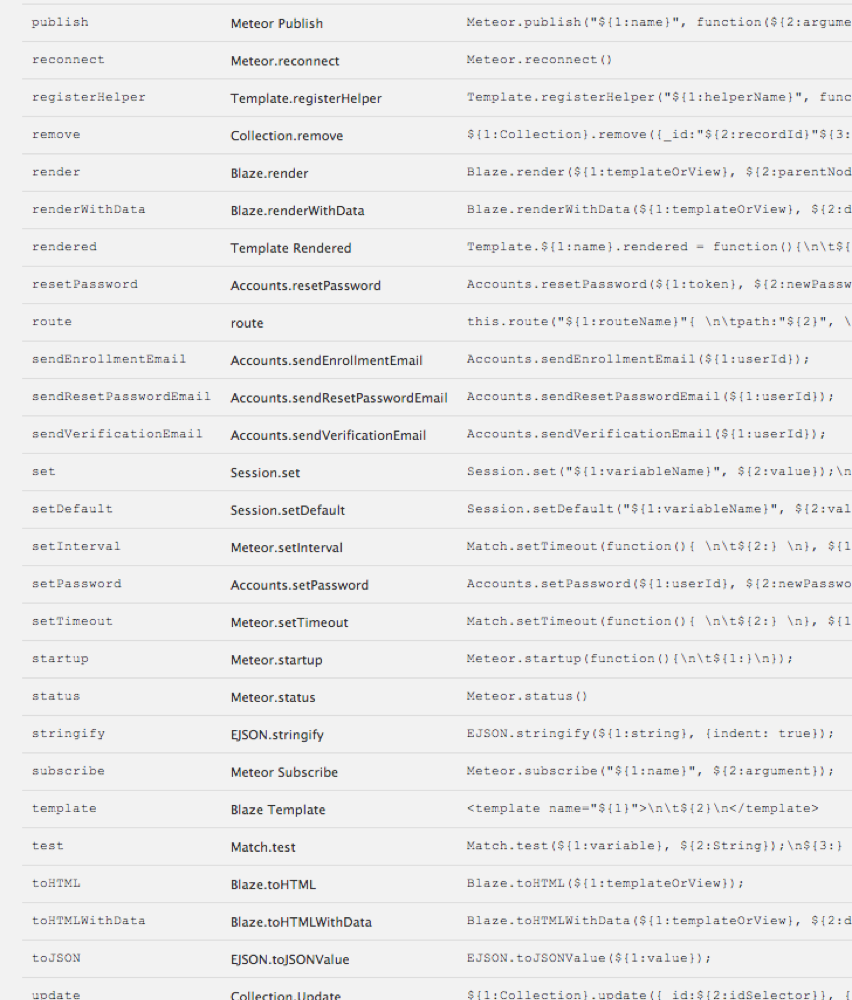 publish Meteor Publish Meteor.publish("${1:name}", function(${2:argume
reconnect Meteor.reconnect Meteor.reconnect()
registerHelper Template.registerHelper Template.registerHelper("${1:helperName}", func
remove Collection.remove ${1:Collection}.remove({_id:"${2:recordId}"${3:
render Blaze.render Blaze.render(${1:templateOrView}, ${2:parentNod
renderWithData Blaze.renderWithData Blaze.renderWithData(${1:templateOrView}, ${2:d
rendered Template Rendered Template.${1:name}.rendered = function(){\n\t${
resetPassword Accounts.resetPassword Accounts.resetPassword(${1:token}, ${2:newPassw
route route this.route("${1:routeName}"{ \n\tpath:"${2}", \
sendEnrollmentEmail Accounts.sendEnrollmentEmail Accounts.sendEnrollmentEmail(${1:userId});
sendResetPasswordEmail Accounts.sendResetPasswordEmail Accounts.sendResetPasswordEmail(${1:userId});
sendVerificationEmail Accounts.sendVerificationEmail Accounts.sendVerificationEmail(${1:userId});
set Session.set Session.set("${1:variableName}", ${2:value});\n
setDefault Session.setDefault Session.setDefault("${1:variableName}", ${2:val
setInterval Meteor.setInterval Match.setTimeout(function(){ \n\t${2:} \n}, ${1
setPassword Accounts.setPassword Accounts.setPassword(${1:userId}, ${2:newPasswo
setTimeout Meteor.setTimeout Match.setTimeout(function(){ \n\t${2:} \n}, ${1
startup Meteor.startup Meteor.startup(function(){\n\t${1:}\n});
status Meteor.status Meteor.status()
stringify EJSON.stringify EJSON.stringify(${1:string}, {indent: true});
subscribe Meteor Subscribe Meteor.subscribe("${1:name}", ${2:argument});
template Blaze Template <template name="${1}">\n\t${2}\n</template>
test Match.test Match.test(${1:variable}, ${2:String});\n${3:}
toHTML Blaze.toHTML Blaze.toHTML(${1:templateOrView});
toHTMLWithData Blaze.toHTMLWithData Blaze.toHTMLWithData(${1:templateOrView}, ${2:d
toJSON EJSON.toJSONValue EJSON.toJSONValue(${1:value});
update Collection.Update ${1:Collection}.update({_id:${2:idSelector}}, {